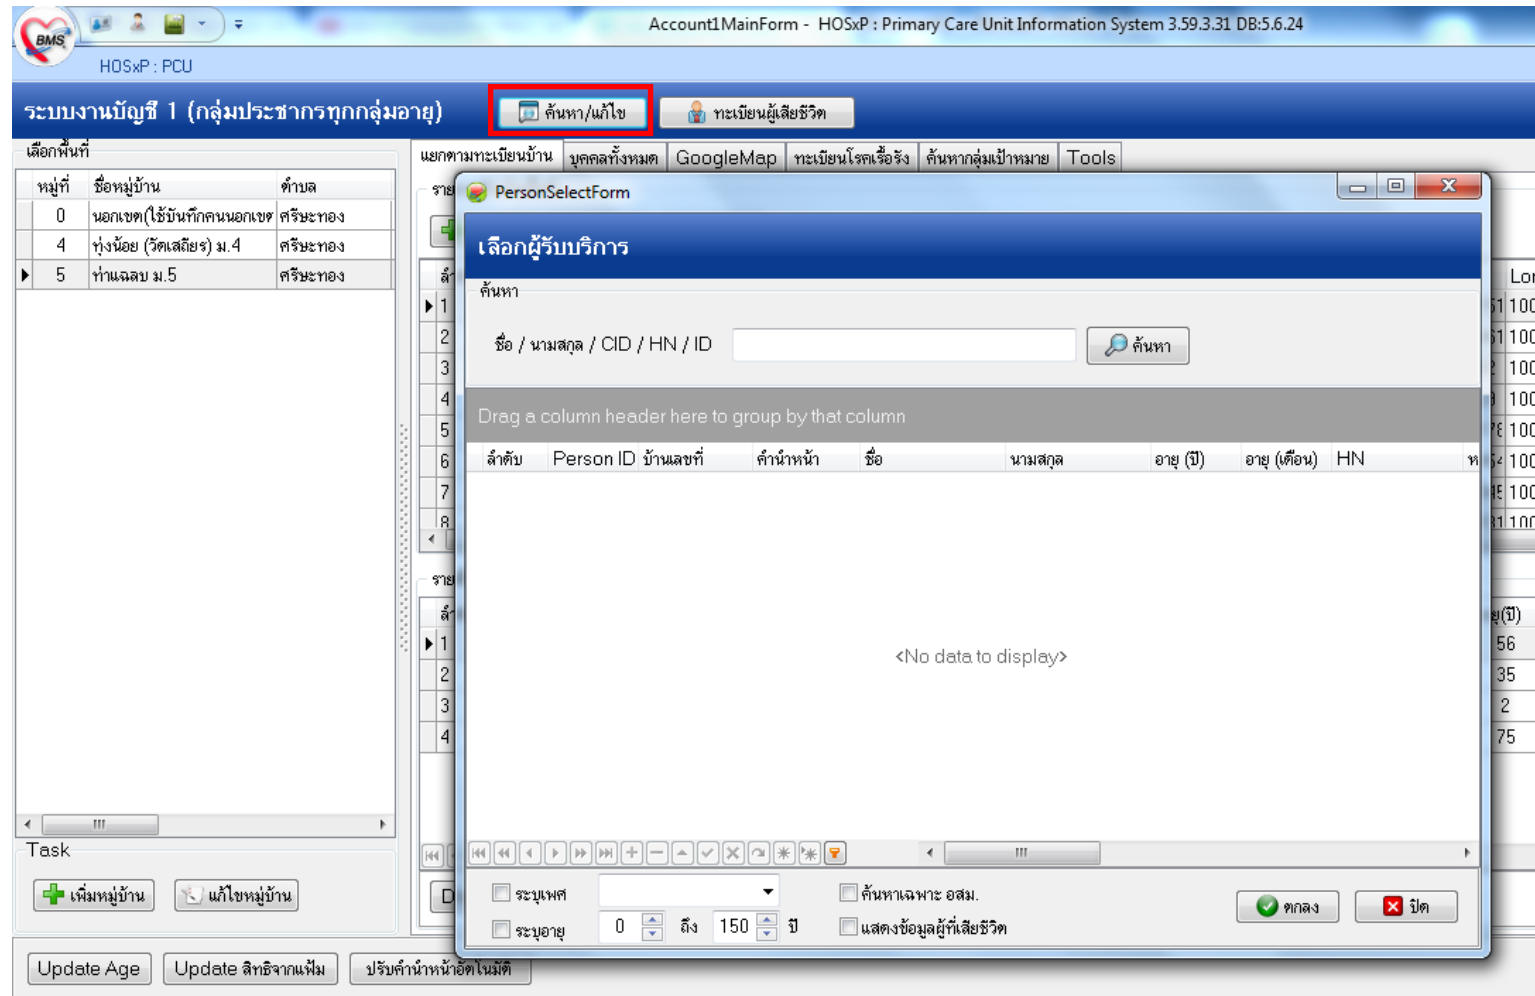 BMS
Account1MainForm - HOSxP : Primary Care Unit Information System 3.59.3.31 DB:5.6.24
HOSxP : PCU
ระบบงานบัญชี 1 (กลุ่มประชากรทุกกลุ่มอายุ)
ค้นหา/แก้ไข
ทะเบียนผู้เสียชีวิต
เลือกพื้นที่
หมู่ที่ ชื่อหมู่บ้าน ตำบล
0 นอกเขต(ใช้บันทึกคนนอกเขต ศรีษะทอง
4 ทุ่งน้อย (วัดเสถียร) ม.4 ศรีษะทอง
5 ท่าแฉลบ ม.5 ศรีษะทอง
Task
เพิ่มหมู่บ้าน
แก้ไขหมู่บ้าน
Update Age
Update สิทธิจากแฟ้ม
ปรับคำนำหน้าอัตโนมัติ
แยกตามทะเบียนบ้าน บุคคลทั้งหมด GoogleMap ทะเบียนโรคเรื้อรัง ค้นหากลุ่มเป้าหมาย Tools
1
2
3
4
5
6
7
8
1
2
3
4
PersonSelectForm
เลือกผู้รับบริการ
ค้นหา
ชื่อ / นามสกุล / CID / HN / ID
ค้นหา
Drag a column header here to group by that column
ลำดับ Person ID บ้านเลขที่ คำนำหน้า ชื่อ นามสกุล อายุ (ปี) อายุ (เดือน) HN ห
<No data to display>
ระบุเพศ
ค้นหาเฉพาะ อสม.
ระบุอายุ 0 ถึง 150 ปี
แสดงข้อมูลผู้ที่เสียชีวิต
ตกลง
ปิด
56
35
2
75